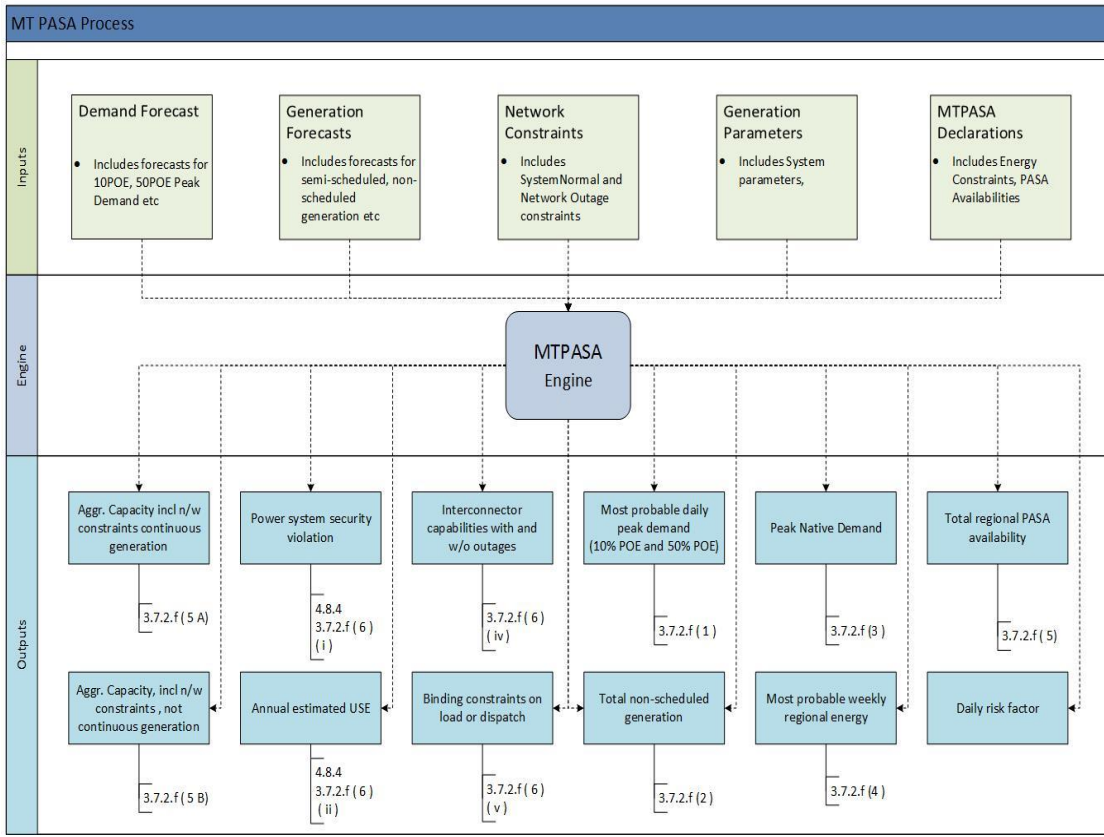 MT PASA Process
Inputs
Demand Forecast
• Includes forecasts for
10POE, 50POE Peak
Demand etc
Generation
Forecasts
• Includes forecasts for
semi-scheduled, non-
scheduled
generation etc
Network
Constraints
• Includes
SystemNormal and
Network Outage
constraints
Generation
Parameters
• Includes System
parameters,
MTPASA
Declarations
• Includes Energy
Constraints, PASA
Availabilities
Engine
MTPASA
Engine
Outputs
Aggr. Capacity incl n/w
constraints continuous
generation
3.7.2.f ( 5 A)
Power system security
violation
4.8.4
3.7.2.f ( 6 )
( i )
Interconnector
capabilities with and
w/o outages
3.7.2.f ( 6 )
( iv )
Most probable daily
peak demand
(10% POE and 50% POE)
3.7.2.f ( 1 )
Peak Native Demand
3.7.2.f (3 )
Total regional PASA
availability
3.7.2.f ( 5)
Aggr. Capacity, incl n/w
constraints , not
continuous generation
3.7.2.f ( 5 B)
Annual estimated USE
4.8.4
3.7.2.f ( 6 )
( ii )
Binding constraints on
load or dispatch
3.7.2.f ( 6 )
( v )
Total non-scheduled
generation
3.7.2.f (2 )
Most probable weekly
regional energy
3.7.2.f (4 )
Daily risk factor